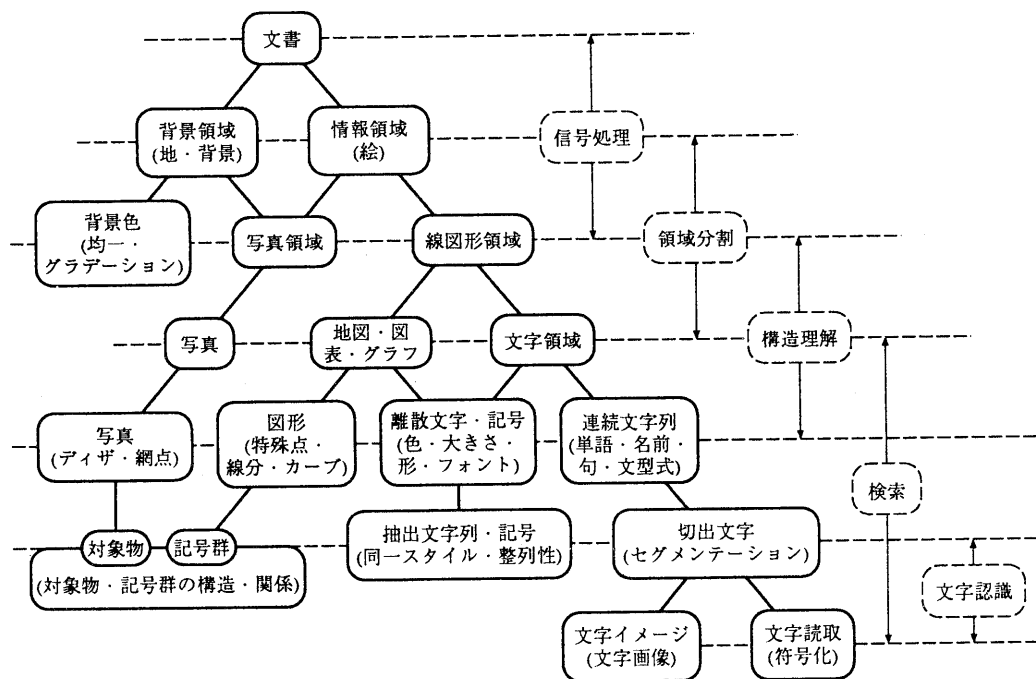 文書
背景領域
(地・背景)
情報領域
(絵)
信号処理
背景色
(均一・
グラデーション)
写真領域
線図形領域
領域分割
写真
地図・図
表・グラフ
文字領域
構造理解
写真
(ディザ・網点)
図形
(特殊点・
線分・カーブ)
離散文字・記号
(色・大きさ・
形・フォント)
連続文字列
(単語・名前・
句・文型式)
検索
対象物
記号群
(対象物・記号群の構造・関係)
抽出文字列・記号
(同一スタイル・整列性)
切出文字
(セグメンテーション)
文字認識
文字イメージ
(文字画像)
文字読取
(符号化)